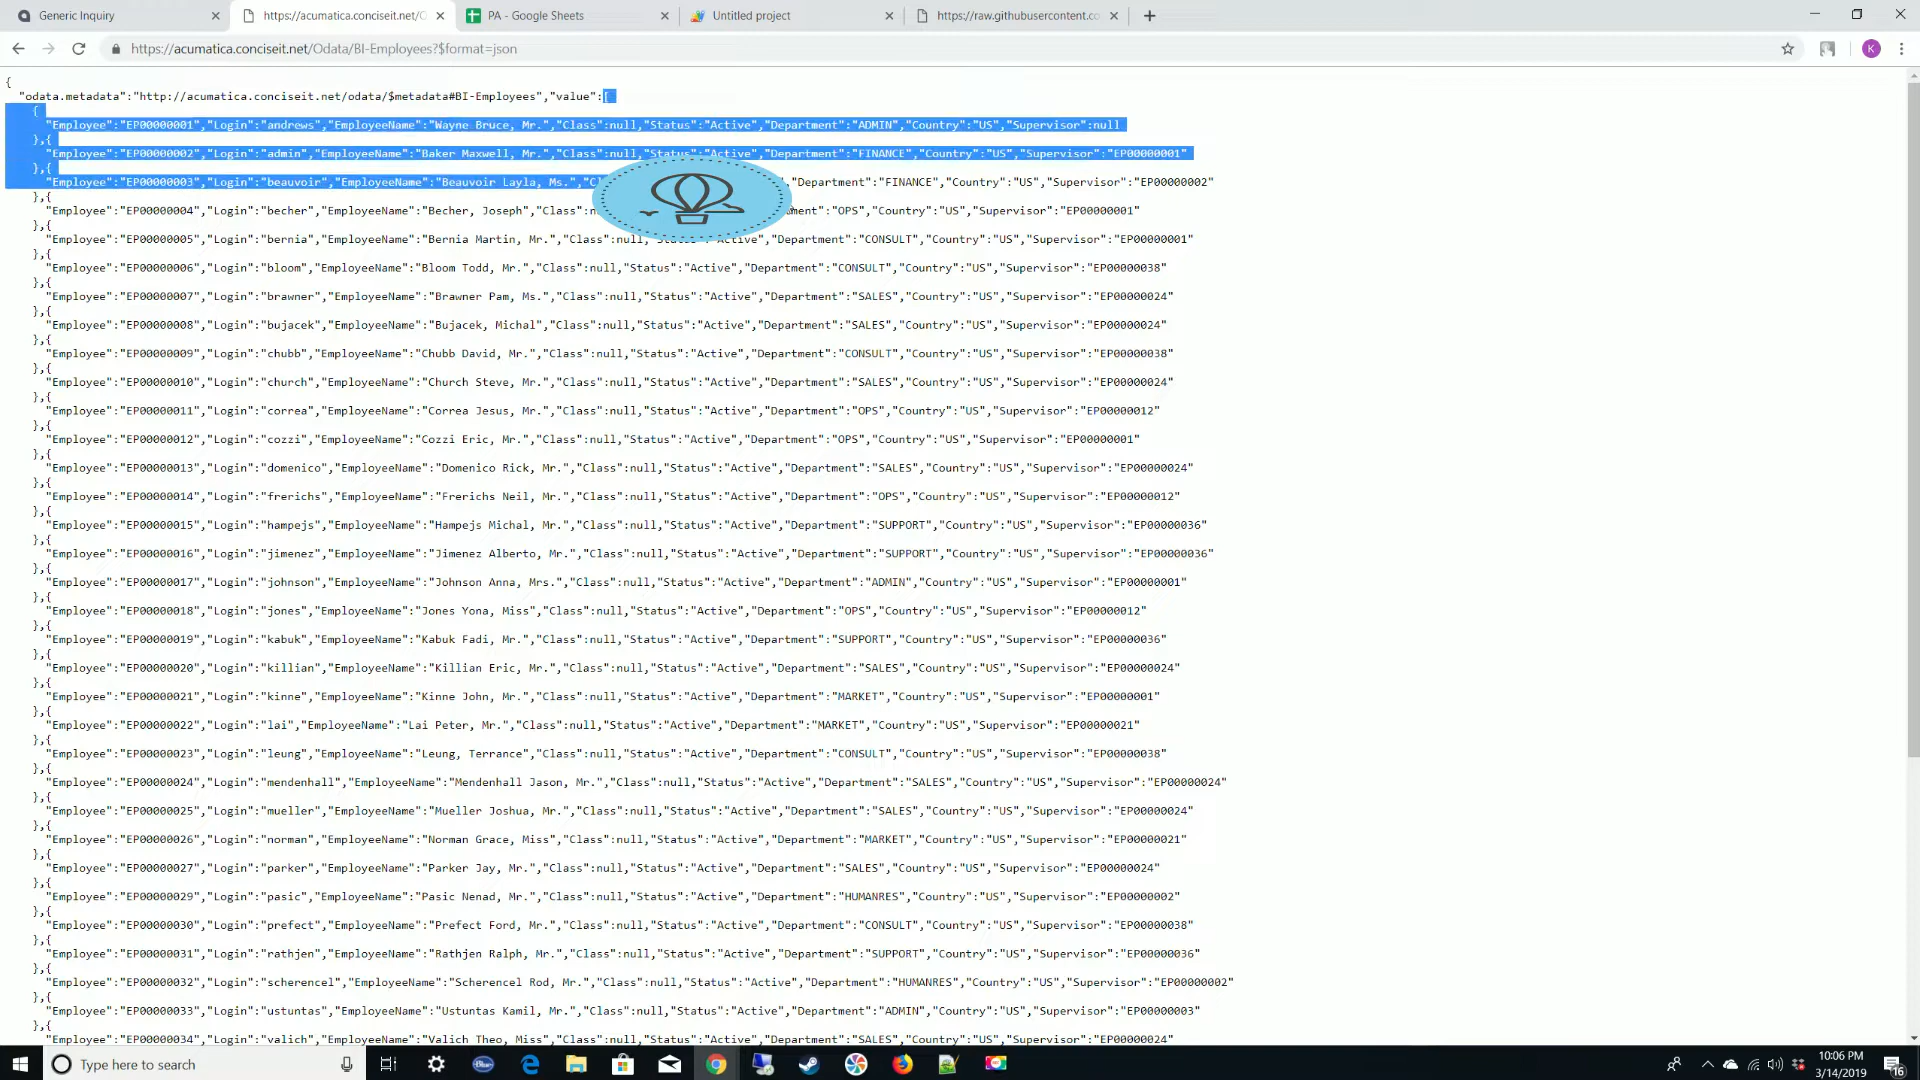 Generic Inquiry
https://acumatica.conciseit.net/O
PA - Google Sheets
Untitled project
https://raw.githubusercontent.co
https://acumatica.conciseit.net/Odata/BI-Employees?$format=json
K
{
"odata.metadata":"http://acumatica.conciseit.net/odata/$metadata#BI-Employees","value":[
{
"Employee":"EP00000001","Login":"andrews","EmployeeName":"Wayne Bruce, Mr.","Class":null,"Status":"Active","Department":"ADMIN","Country":"US","Supervisor":null
},{
"Employee":"EP00000002","Login":"admin","EmployeeName":"Baker Maxwell, Mr.","Class":null,"Status":"Active","Department":"FINANCE","Country":"US","Supervisor":"EP00000001"
},{
"Employee":"EP00000003","Login":"beauvoir","EmployeeName":"Beauvoir Layla, Ms.", "Department":"FINANCE","Country":"US","Supervisor":"EP00000002"
},{
"Employee":"EP00000004","Login":"becher","EmployeeName":"Becher, Joseph","Class": "OPS","Country":"US","Supervisor":"EP00000001"
},{
"Employee":"EP00000005","Login":"bernia","EmployeeName":"Bernia Martin, Mr.","Class":null,"Status":"Active","Department":"CONSULT","Country":"US","Supervisor":"EP00000001"
},{
"Employee":"EP00000006","Login":"bloom","EmployeeName":"Bloom Todd, Mr.","Class":null,"Status":"Active","Department":"CONSULT","Country":"US","Supervisor":"EP00000038"
},{
"Employee":"EP00000007","Login":"brawner","EmployeeName":"Brawner Pam, Ms.","Class":null,"Status":"Active","Department":"SALES","Country":"US","Supervisor":"EP00000024"
},{
"Employee":"EP00000008","Login":"bujacek","EmployeeName":"Bujacek, Michal","Class":null,"Status":"Active","Department":"SALES","Country":"US","Supervisor":"EP00000024"
},{
"Employee":"EP00000009","Login":"chubb","EmployeeName":"Chubb David, Mr.","Class":null,"Status":"Active","Department":"CONSULT","Country":"US","Supervisor":"EP00000038"
},{
"Employee":"EP00000010","Login":"church","EmployeeName":"Church Steve, Mr.","Class":null,"Status":"Active","Department":"SALES","Country":"US","Supervisor":"EP00000024"
},{
"Employee":"EP00000011","Login":"correa","EmployeeName":"Correa Jesus, Mr.","Class":null,"Status":"Active","Department":"OPS","Country":"US","Supervisor":"EP00000012"
},{
"Employee":"EP00000012","Login":"cozzi","EmployeeName":"Cozzi Eric, Mr.","Class":null,"Status":"Active","Department":"OPS","Country":"US","Supervisor":"EP00000001"
},{
"Employee":"EP00000013","Login":"domenico","EmployeeName":"Domenico Rick, Mr.","Class":null,"Status":"Active","Department":"SALES","Country":"US","Supervisor":"EP00000024"
},{
"Employee":"EP00000014","Login":"frerichs","EmployeeName":"Frerichs Neil, Mr.","Class":null,"Status":"Active","Department":"OPS","Country":"US","Supervisor":"EP00000012"
},{
"Employee":"EP00000015","Login":"hampejs","EmployeeName":"Hampejs Michal, Mr.","Class":null,"Status":"Active","Department":"SUPPORT","Country":"US","Supervisor":"EP00000036"
},{
"Employee":"EP00000016","Login":"jimenez","EmployeeName":"Jimenez Alberto, Mr.","Class":null,"Status":"Active","Department":"SUPPORT","Country":"US","Supervisor":"EP00000036"
},{
"Employee":"EP00000017","Login":"johnson","EmployeeName":"Johnson Anna, Mrs.","Class":null,"Status":"Active","Department":"ADMIN","Country":"US","Supervisor":"EP00000001"
},{
"Employee":"EP00000018","Login":"jones","EmployeeName":"Jones Yona, Miss","Class":null,"Status":"Active","Department":"OPS","Country":"US","Supervisor":"EP00000012"
},{
"Employee":"EP00000019","Login":"kabuk","EmployeeName":"Kabuk Fadi, Mr.","Class":null,"Status":"Active","Department":"SUPPORT","Country":"US","Supervisor":"EP00000036"
},{
"Employee":"EP00000020","Login":"killian","EmployeeName":"Killian Eric, Mr.","Class":null,"Status":"Active","Department":"SALES","Country":"US","Supervisor":"EP00000024"
},{
"Employee":"EP00000021","Login":"kinne","EmployeeName":"Kinne John, Mr.","Class":null,"Status":"Active","Department":"MARKET","Country":"US","Supervisor":"EP00000001"
},{
"Employee":"EP00000022","Login":"lai","EmployeeName":"Lai Peter, Mr.","Class":null,"Status":"Active","Department":"MARKET","Country":"US","Supervisor":"EP00000021"
},{
"Employee":"EP00000023","Login":"leung","EmployeeName":"Leung, Terrance","Class":null,"Status":"Active","Department":"CONSULT","Country":"US","Supervisor":"EP00000038"
},{
"Employee":"EP00000024","Login":"mendenhall","EmployeeName":"Mendenhall Jason, Mr.","Class":null,"Status":"Active","Department":"SALES","Country":"US","Supervisor":"EP00000024"
},{
"Employee":"EP00000025","Login":"mueller","EmployeeName":"Mueller Joshua, Mr.","Class":null,"Status":"Active","Department":"SALES","Country":"US","Supervisor":"EP00000024"
},{
"Employee":"EP00000026","Login":"norman","EmployeeName":"Norman Grace, Miss","Class":null,"Status":"Active","Department":"MARKET","Country":"US","Supervisor":"EP00000021"
},{
"Employee":"EP00000027","Login":"parker","EmployeeName":"Parker Jay, Mr.","Class":null,"Status":"Active","Department":"SALES","Country":"US","Supervisor":"EP00000024"
},{
"Employee":"EP00000029","Login":"pasic","EmployeeName":"Pasic Nenad, Mr.","Class":null,"Status":"Active","Department":"HUMANRES","Country":"US","Supervisor":"EP00000002"
},{
"Employee":"EP00000030","Login":"prefect","EmployeeName":"Prefect Ford, Mr.","Class":null,"Status":"Active","Department":"CONSULT","Country":"US","Supervisor":"EP00000038"
},{
"Employee":"EP00000031","Login":"rathjen","EmployeeName":"Rathjen Ralph, Mr.","Class":null,"Status":"Active","Department":"SUPPORT","Country":"US","Supervisor":"EP00000036"
},{
"Employee":"EP00000032","Login":"scherencel","EmployeeName":"Scherencel Rod, Mr.","Class":null,"Status":"Active","Department":"HUMANRES","Country":"US","Supervisor":"EP00000002"
},{
"Employee":"EP00000033","Login":"ustuntas","EmployeeName":"Ustuntas Kamil, Mr.","Class":null,"Status":"Active","Department":"ADMIN","Country":"US","Supervisor":"EP00000003"
},{
"Employee":"EP00000034","Login":"valich","EmployeeName":"Valich Theo, Miss","Class":null,"Status":"Active","Department":"SALES","Country":"US","Supervisor":"EP00000024"
Type here to search
10:06 PM
3/14/2019
16